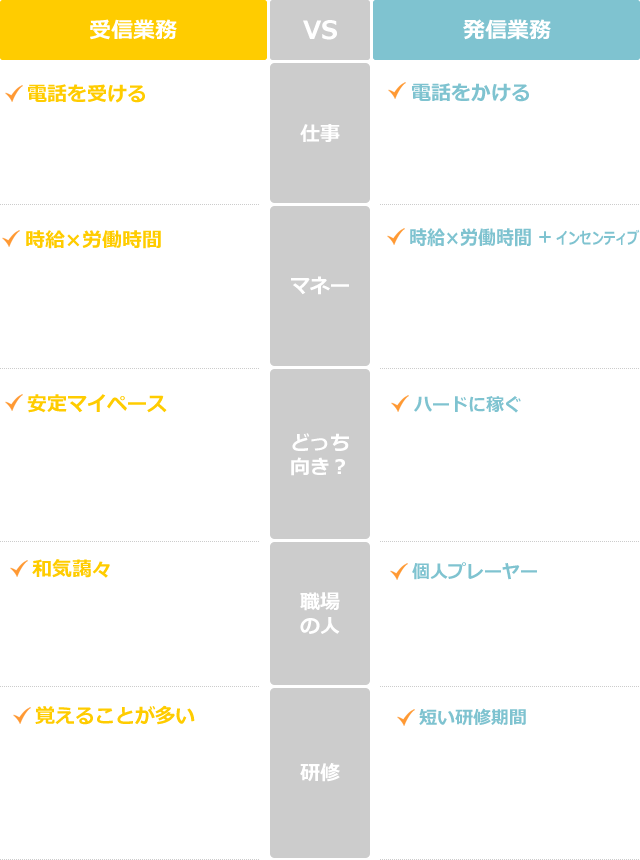 受信業務 VS 発信業務
電話を受ける
仕事
電話をかける
時給×労働時間
マネー
時給×労働時間 + インセンティブ
安定マイペース
どっち
向き？
ハードに稼ぐ
和気藹々
職場
の人
個人プレーヤー
覚えることが多い
研修
短い研修期間